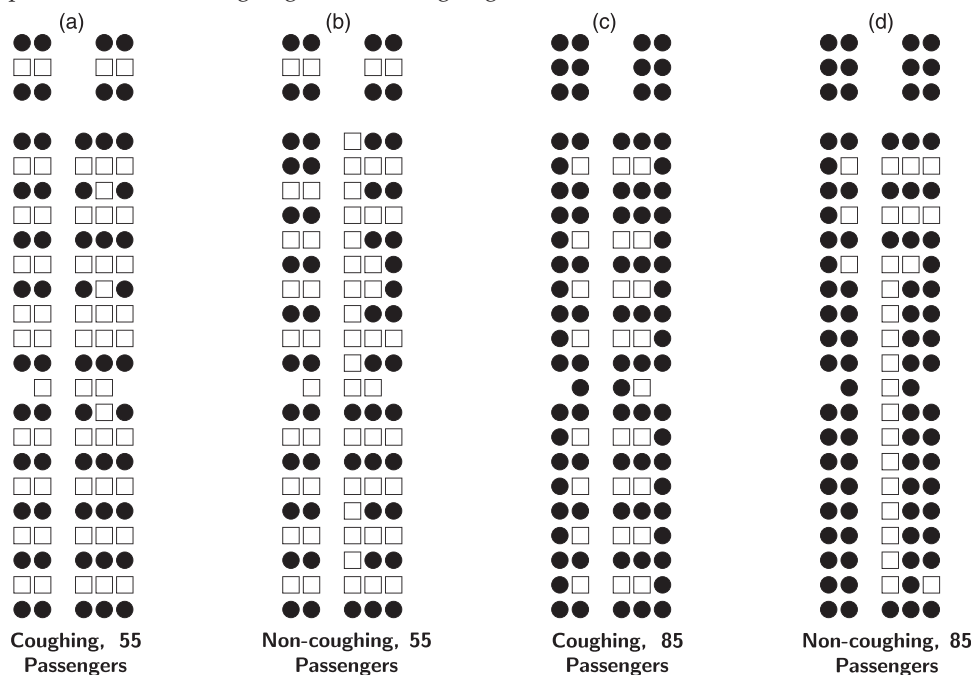 (a) (b) (c) (d)
Coughing, 55 Passengers
Non-coughing, 55 Passengers
Coughing, 85 Passengers
Non-coughing, 85 Passengers